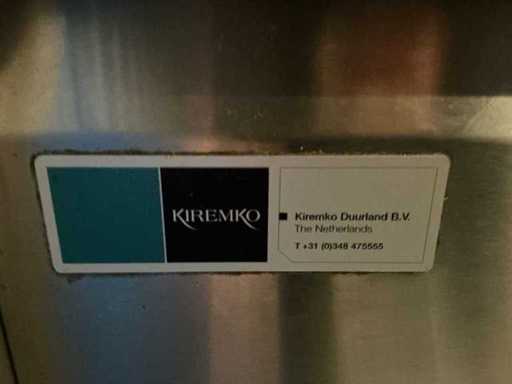 KIREMKO
Kiremko Duurland B.V.
The Netherlands
T +31 (0)348 475555